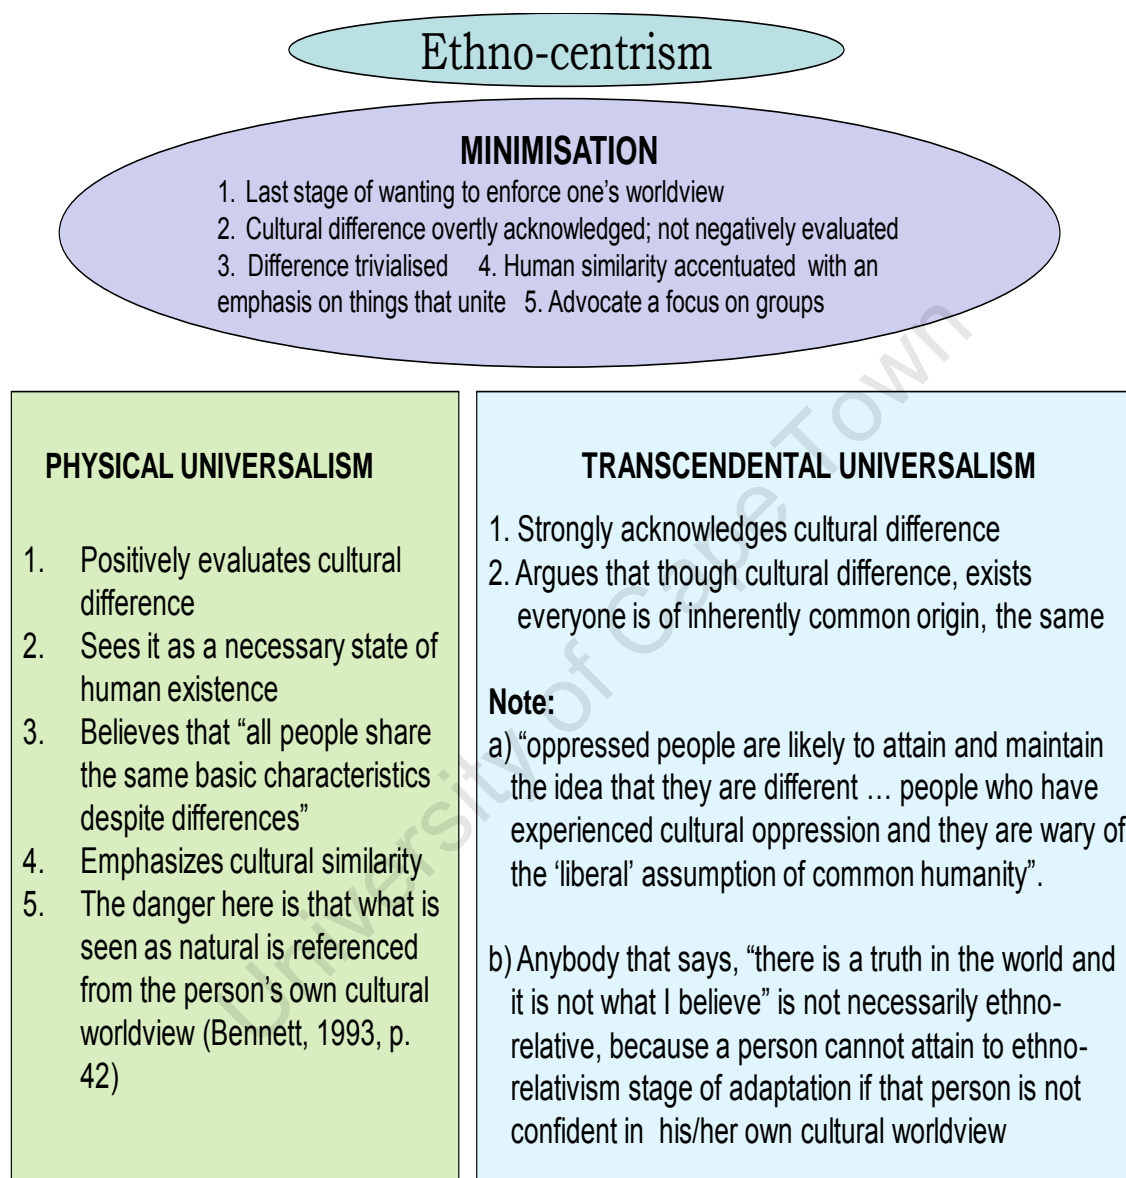 Ethno-centrism
MINIMISATION
1. Last stage of wanting to enforce one’s worldview
2. Cultural difference overtly acknowledged; not negatively evaluated
3. Difference trivialised 4. Human similarity accentuated with an
emphasis on things that unite 5. Advocate a focus on groups
PHYSICAL UNIVERSALISM
1. Positively evaluates cultural
difference
2. Sees it as a necessary state of
human existence
3. Believes that “all people share
the same basic characteristics
despite differences”
4. Emphasizes cultural similarity
5. The danger here is that what is
seen as natural is referenced
from the person’s own cultural
worldview (Bennett, 1993, p.
42)
TRANSCENDENTAL UNIVERSALISM
1. Strongly acknowledges cultural difference
2. Argues that though cultural difference, exists
everyone is of inherently common origin, the same
Note:
a) “oppressed people are likely to attain and maintain
the idea that they are different … people who have
experienced cultural oppression and they are wary of
the ‘liberal’ assumption of common humanity”.
b) Anybody that says, “there is a truth in the world and
it is not what I believe” is not necessarily ethno-
relative, because a person cannot attain to ethno-
relativism stage of adaptation if that person is not
confident in his/her own cultural worldview
University of Cape Town